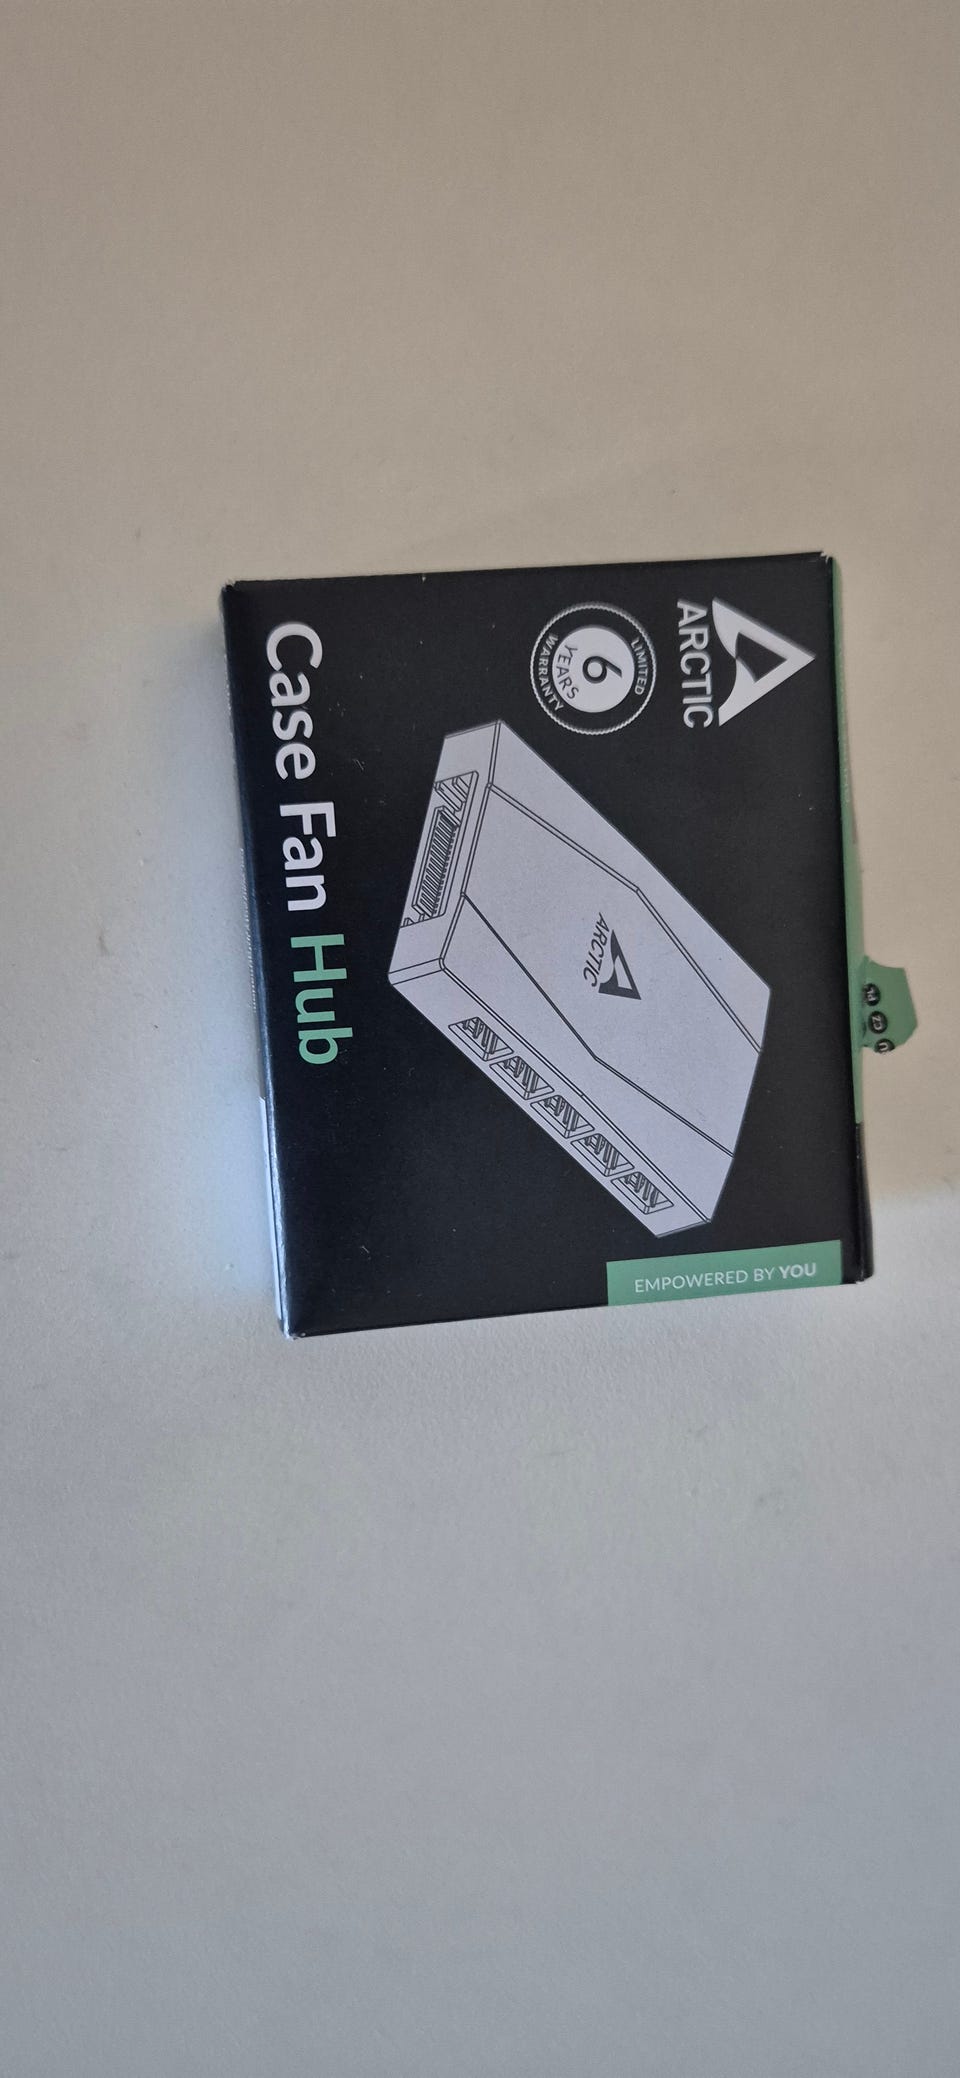 ARCTIC
LIMITED
6
YEARS
WARRANTY
ARCTIC
Case Fan Hub
EMPOWERED BY YOU